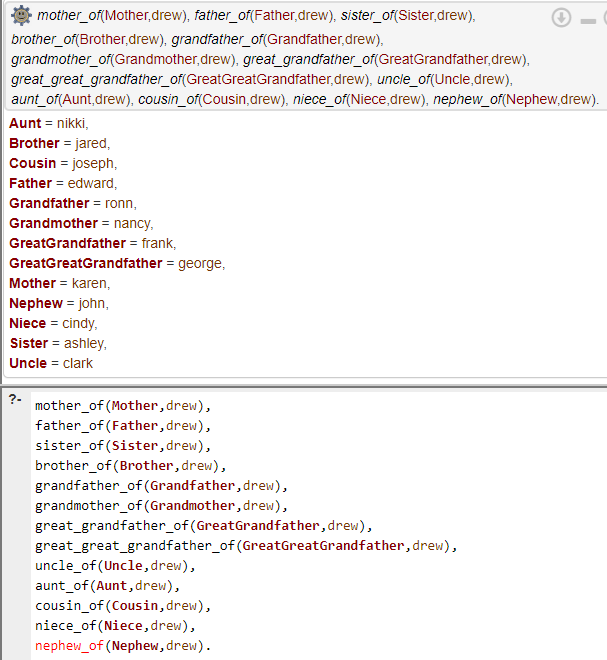 mother_of(Mother,drew), father_of(Father,drew), sister_of(Sister,drew),
brother_of(Brother,drew), grandfather_of(Grandfather,drew),
grandmother_of(Grandmother,drew), great_grandfather_of(GreatGrandfather,drew),
great_great_grandfather_of(GreatGreatGrandfather,drew), uncle_of(Uncle,drew),
aunt_of(Aunt,drew), cousin_of(Cousin,drew), niece_of(Niece,drew), nephew_of(Nephew,drew).
Aunt = nikki,
Brother = jared,
Cousin = joseph,
Father = edward,
Grandfather = ronn,
Grandmother = nancy,
GreatGrandfather = frank,
GreatGreatGrandfather = george,
Mother = karen,
Nephew = john,
Niece = cindy,
Sister = ashley,
Uncle = clark
?- mother_of(Mother,drew),
father_of(Father,drew),
sister_of(Sister,drew),
brother_of(Brother,drew),
grandfather_of(Grandfather,drew),
grandmother_of(Grandmother,drew),
great_grandfather_of(GreatGrandfather,drew),
great_great_grandfather_of(GreatGreatGrandfather,drew),
uncle_of(Uncle,drew),
aunt_of(Aunt,drew),
cousin_of(Cousin,drew),
niece_of(Niece,drew),
nephew_of(Nephew,drew).